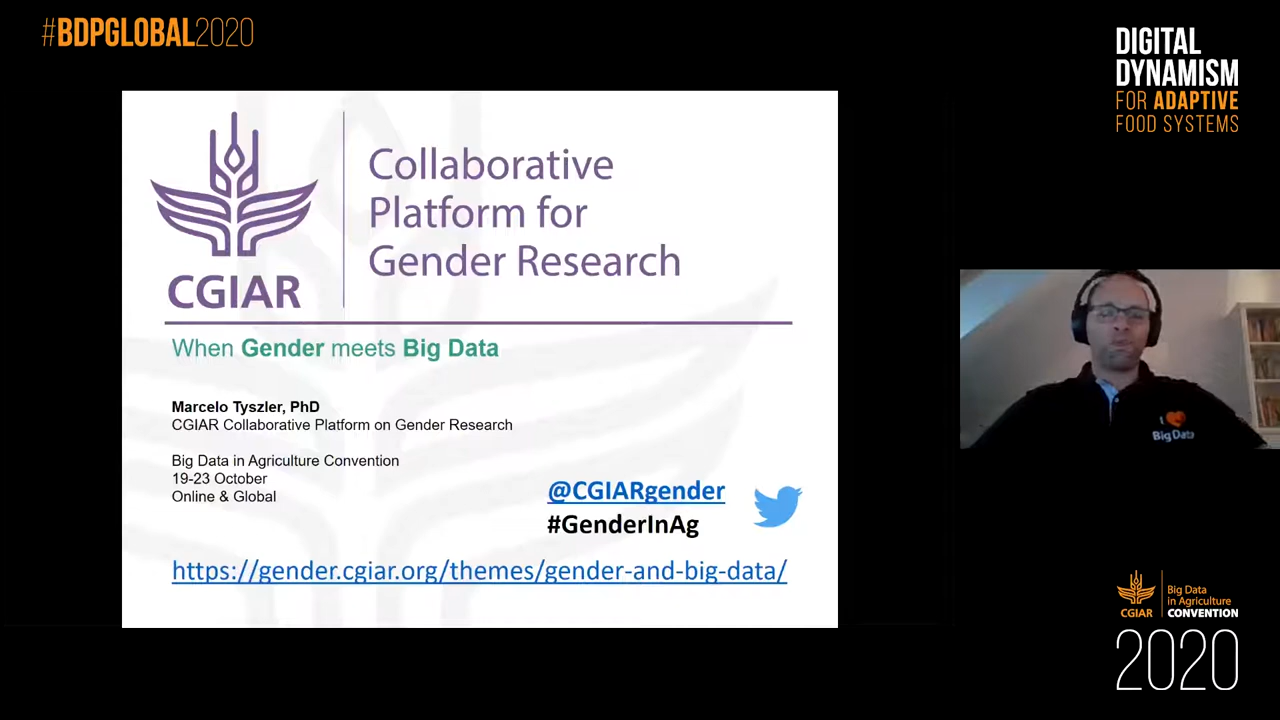 #BDPGLOBAL2020
DIGITAL
DYNAMISM
FOR ADAPTIVE
FOOD SYSTEMS
CGIAR
Collaborative
Platform for
Gender Research
When Gender meets Big Data
Marcelo Tyszler, PhD
CGIAR Collaborative Platform on Gender Research
Big Data in Agriculture Convention
19-23 October
Online & Global
@CGIARgender
#GenderInAg
https://gender.cgiar.org/themes/gender-and-big-data/
I
Big Data
CGIAR
Big Data
in Agriculture
CONVENTION
2020